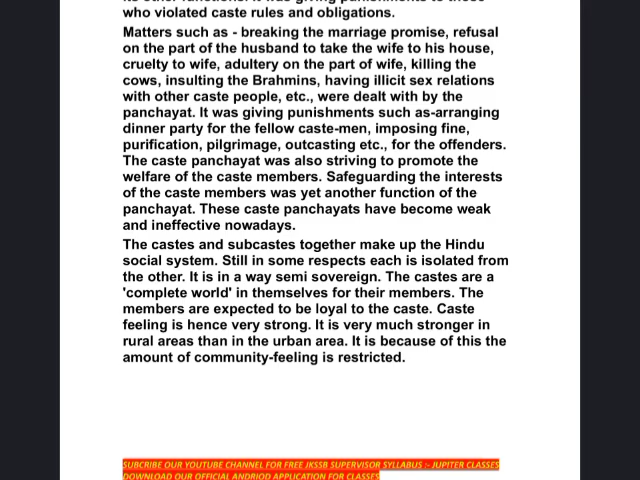 who violated caste rules and obligations.
Matters such as - breaking the marriage promise, refusal
on the part of the husband to take the wife to his house,
cruelty to wife, adultery on the part of wife, killing the
cows, insulting the Brahmins, having illicit sex relations
with other caste people, etc., were dealt with by the
panchayat. It was giving punishments such as-arranging
dinner party for the fellow caste-men, imposing fine,
purification, pilgrimage, outcasting etc., for the offenders.
The caste panchayat was also striving to promote the
welfare of the caste members. Safeguarding the interests
of the caste members was yet another function of the
panchayat. These caste panchayats have become weak
and ineffective nowadays.
The castes and subcastes together make up the Hindu
social system. Still in some respects each is isolated from
the other. It is in a way semi sovereign. The castes are a
'complete world' in themselves for their members. The
members are expected to be loyal to the caste. Caste
feeling is hence very strong. It is very much stronger in
rural areas than in the urban area. It is because of this the
amount of community-feeling is restricted.
SUBCRIBE OUR YOUTUBE CHANNEL FOR FREE JKSSB SUPERVISOR SYLLABUS :- JUPITER CLASSES
DOWNLOAD OUR OFFICIAL ANDRIOD APPLICATION FOR CLASSES